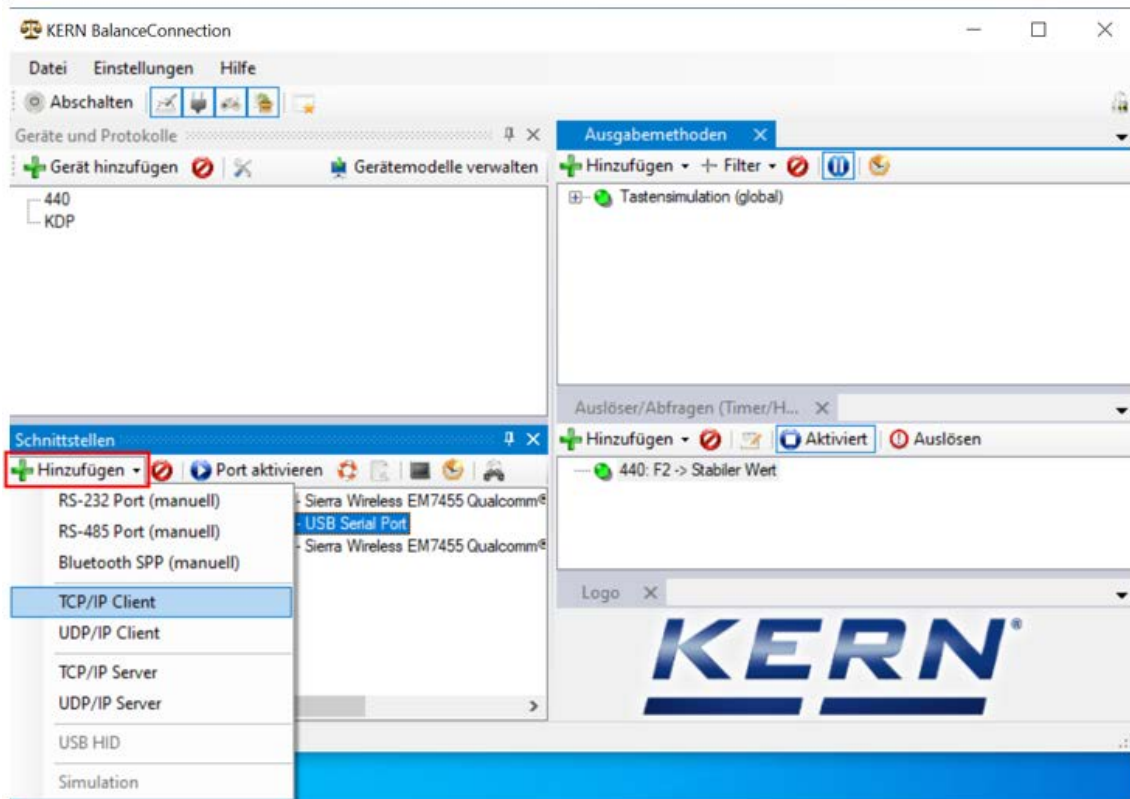 KERN BalanceConnection
Datei Einstellungen Hilfe
Abschalten
Geräte und Protokolle
Gerät hinzufügen Gerätemodelle verwalten
440
KDP
Ausgabemethoden
Hinzufügen Filter
Tastensimulation (global)
Auslöser/Abfragen (Timer/H...
Hinzufügen Aktiviert Auslösen
440: F2 -> Stabiler Wert
Schnittstellen
Hinzufügen Port aktivieren
- Sierra Wireless EM7455 Qualcomm®
- USB Serial Port
- Sierra Wireless EM7455 Qualcomm®
RS-232 Port (manuell)
RS-485 Port (manuell)
Bluetooth SPP (manuell)
TCP/IP Client
UDP/IP Client
TCP/IP Server
UDP/IP Server
USB HID
Simulation
Logo
KERN®